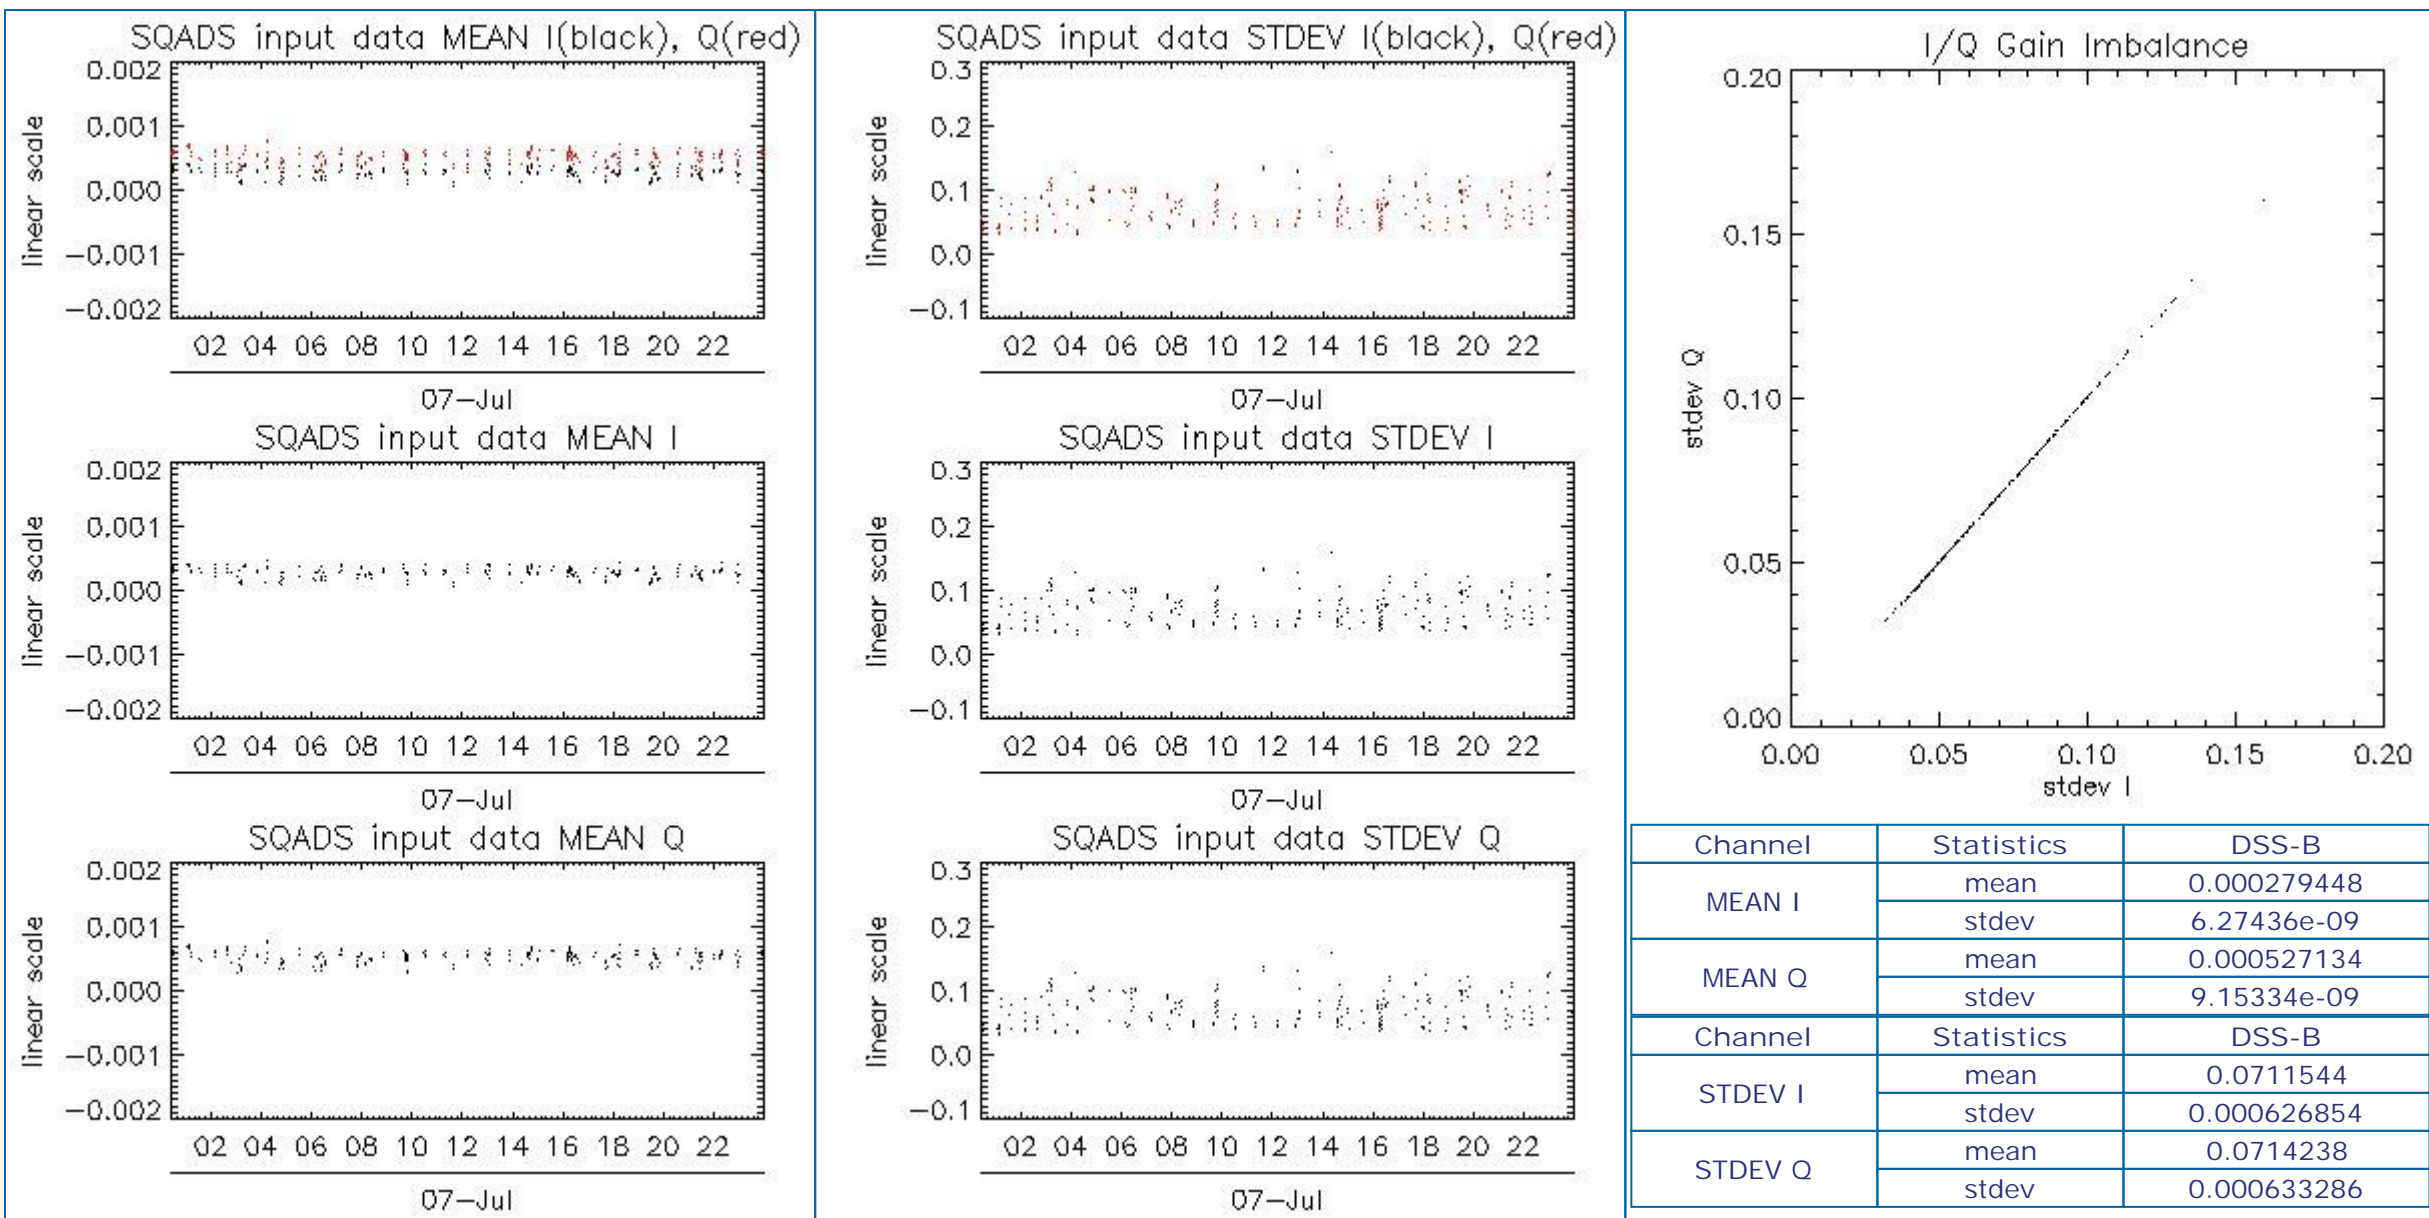 SQADS input data MEAN I(black), Q(red)
0.002
0.001
0.000
-0.001
-0.002
linear scale
02 04 06 08 10 12 14 16 18 20 22
07-Jul
SQADS input data MEAN I
0.002
0.001
0.000
-0.001
-0.002
linear scale
02 04 06 08 10 12 14 16 18 20 22
07-Jul
SQADS input data MEAN Q
0.002
0.001
0.000
-0.001
-0.002
linear scale
02 04 06 08 10 12 14 16 18 20 22
07-Jul
SQADS input data STDEV I(black), Q(red)
0.3
0.2
0.1
0.0
-0.1
linear scale
02 04 06 08 10 12 14 16 18 20 22
07-Jul
SQADS input data STDEV I
0.3
0.2
0.1
0.0
-0.1
linear scale
02 04 06 08 10 12 14 16 18 20 22
07-Jul
SQADS input data STDEV Q
0.3
0.2
0.1
0.0
-0.1
linear scale
02 04 06 08 10 12 14 16 18 20 22
07-Jul
I/Q Gain Imbalance
0.20
0.15
0.10
0.05
0.00
stdev Q
0.00 0.05 0.10 0.15 0.20
stdev I
Channel Statistics DSS-B
MEAN I mean 0.000279448
stdev 6.27436e-09
MEAN Q mean 0.000527134
stdev 9.15334e-09
Channel Statistics DSS-B
STDEV I mean 0.0711544
stdev 0.000626854
STDEV Q mean 0.0714238
stdev 0.000633286